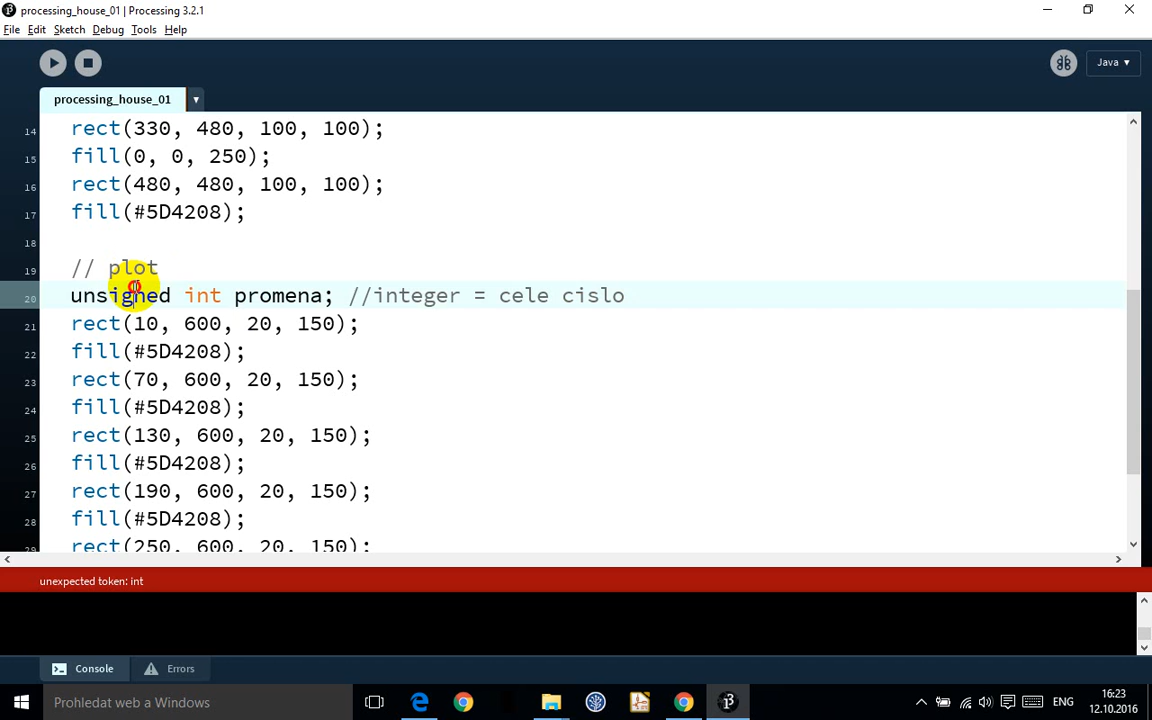 processing_house_01 | Processing 3.2.1
File Edit Sketch Debug Tools Help
Java ▾
processing_house_01 ▾
14 rect(330, 480, 100, 100);
15 fill(0, 0, 250);
16 rect(480, 480, 100, 100);
17 fill(#5D4208);
18
19 // plot
20 unsigned int promena; //integer = cele cislo
21 rect(10, 600, 20, 150);
22 fill(#5D4208);
23 rect(70, 600, 20, 150);
24 fill(#5D4208);
25 rect(130, 600, 20, 150);
26 fill(#5D4208);
27 rect(190, 600, 20, 150);
28 fill(#5D4208);
29 rect(250, 600, 20, 150);
unexpected token: int
Console Errors
Prohledat web a Windows
ENG
16:23
12.10.2016